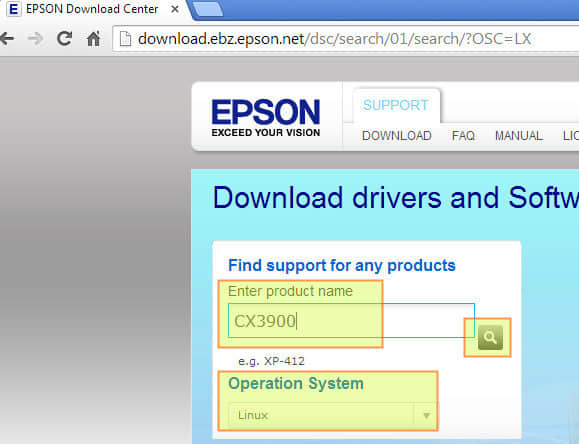 EPSON Download Center
download.ebz.epson.net/dsc/search/01/search/?OSC=LX
EPSON
EXCEED YOUR VISION
SUPPORT
DOWNLOAD FAQ MANUAL
Download drivers and
Find support for any products
Enter product name
CX3900
e.g. XP-412
Operation System
Linux